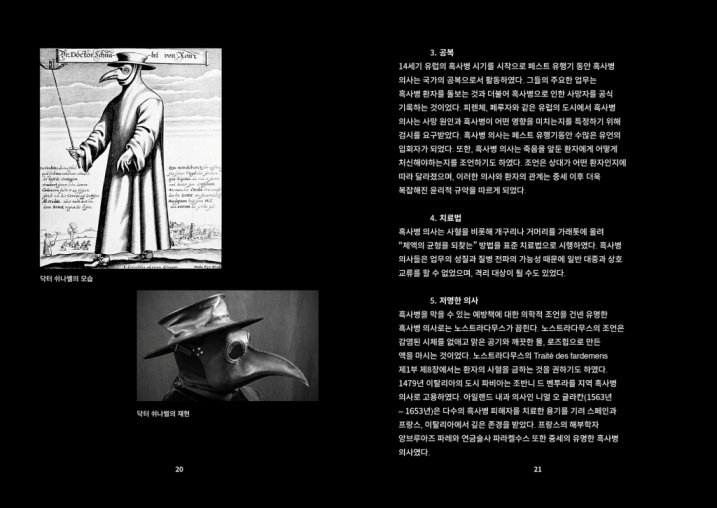 Dr. Doctor Schna- bel von Rom.
닥터 쉬나벨의 모습
닥터 쉬나벨의 재현
20
3. 공복
14세기 유럽의 흑사병 시기를 시작으로 페스트 유행기 동안 흑사병
의사는 국가의 공복으로서 활동하였다. 그들의 주요한 업무는
흑사병 환자를 돌보는 것과 더불어 흑사병으로 인한 사망자를 공식
기록하는 것이었다. 피렌체, 페루자와 같은 유럽의 도시에서 흑사병
의사는 사망 원인과 흑사병이 어떤 영향을 미치는지를 특정하기 위해
검시를 요구받았다. 흑사병 의사는 페스트 유행기동안 수많은 유언의
입회자가 되었다. 또한, 흑사병 의사는 죽음을 앞둔 환자에게 어떻게
처신해야하는지를 조언하기도 하였다. 조언은 상대가 어떤 환자인지에
따라 달라졌으며, 이러한 의사와 환자의 관계는 중세 이후 더욱
복잡해진 윤리적 규약을 따르게 되었다.
4. 치료법
흑사병 의사는 사혈을 비롯해 개구리나 거머리를 가래톳에 올려
“체액의 균형을 되찾는” 방법을 표준 치료법으로 시행하였다. 흑사병
의사들은 업무의 성질과 질병 전파의 가능성 때문에 일반 대중과 상호
교류를 할 수 없었으며, 격리 대상이 될 수도 있었다.
5. 저명한 의사
흑사병을 막을 수 있는 예방책에 대한 의학적 조언을 건넨 유명한
흑사병 의사로는 노스트라다무스가 꼽힌다. 노스트라다무스의 조언은
감염된 시체를 없애고 맑은 공기와 깨끗한 물, 로즈힙으로 만든
액을 마시는 것이었다. 노스트라다무스의 Traité des fardemens
제1부 제8장에서는 환자의 사혈을 금하는 것을 권하기도 하였다.
1479년 이탈리아의 도시 파비아는 조반니 드 벤투라를 지역 흑사병
의사로 고용하였다. 아일랜드 내과 의사인 니얼 오 글라칸(1563년
~ 1653년)은 다수의 흑사병 피해자를 치료한 용기를 기려 스페인과
프랑스, 이탈리아에서 깊은 존경을 받았다. 프랑스의 해부학자
앙브루아즈 파레와 연금술사 파라켈수스 또한 중세의 유명한 흑사병
의사였다.
21